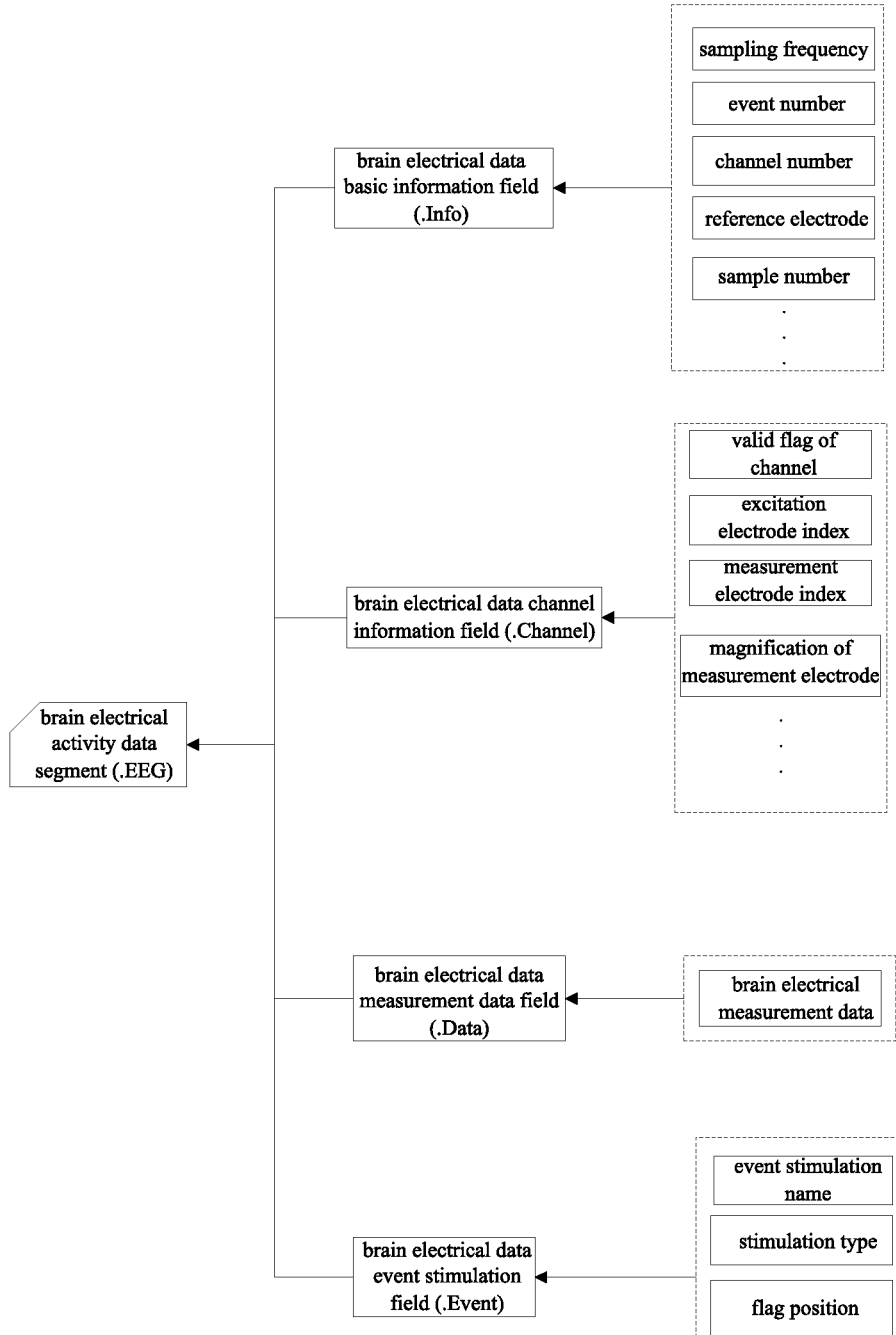 sampling frequency
event number
channel number
reference electrode
sample number
.
.
.
brain electrical data
basic information field
(.Info)
valid flag of
channel
excitation
electrode index
measurement
electrode index
magnification of
measurement electrode
.
.
.
brain electrical data channel
information field (.Channel)
brain electrical
activity data
segment (.EEG)
brain electrical data
measurement data field
(.Data)
brain electrical
measurement data
brain electrical data
event stimulation
field (.Event)
event stimulation
name
stimulation type
flag position